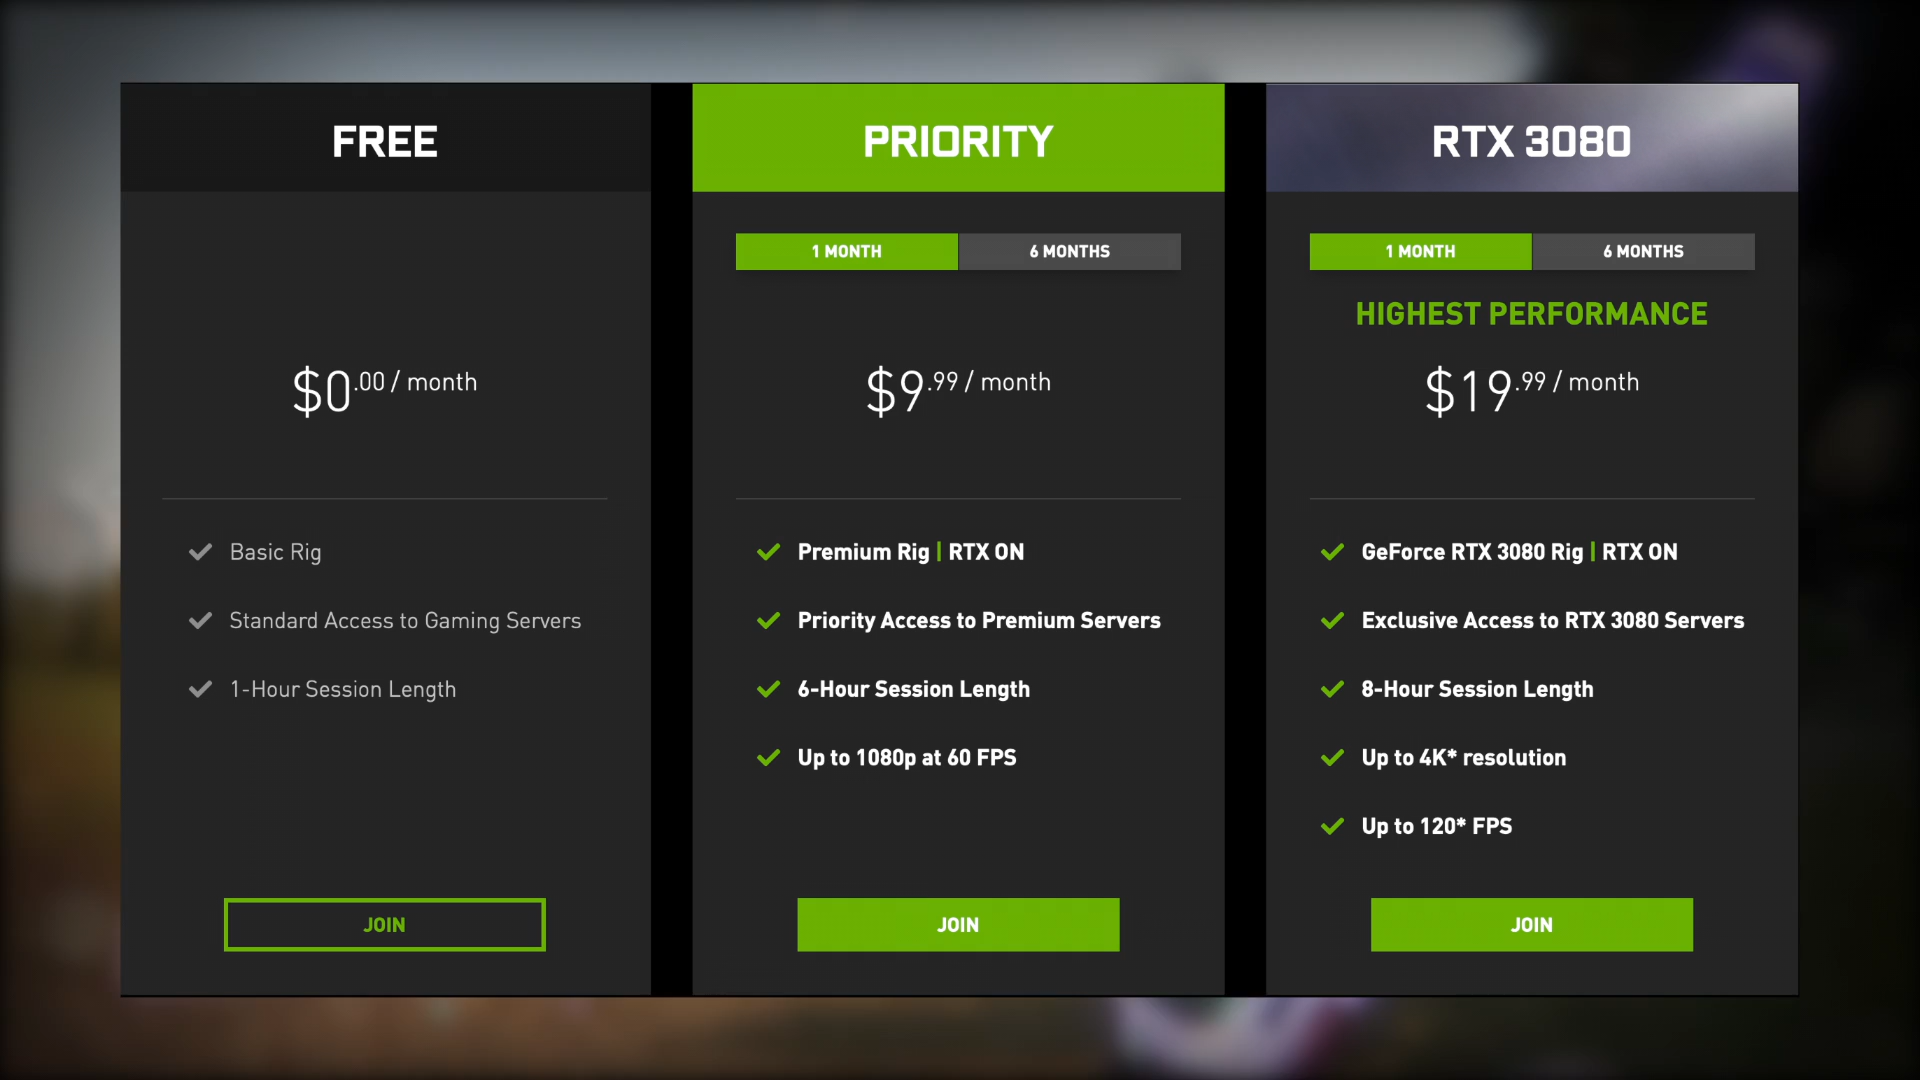 FREE
$0.00 / month
Basic Rig
Standard Access to Gaming Servers
1-Hour Session Length
JOIN
PRIORITY
1 MONTH
6 MONTHS
$9.99 / month
Premium Rig | RTX ON
Priority Access to Premium Servers
6-Hour Session Length
Up to 1080p at 60 FPS
JOIN
RTX 3080
1 MONTH
6 MONTHS
HIGHEST PERFORMANCE
$19.99 / month
GeForce RTX 3080 Rig | RTX ON
Exclusive Access to RTX 3080 Servers
8-Hour Session Length
Up to 4K* resolution
Up to 120* FPS
JOIN